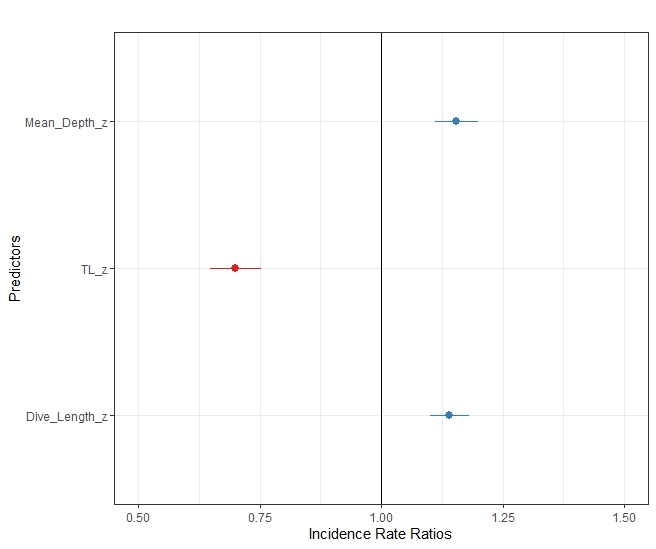 Mean_Depth_z
TL_z
Dive_Length_z
Predictors
0.50 0.75 1.00 1.25 1.50
Incidence Rate Ratios